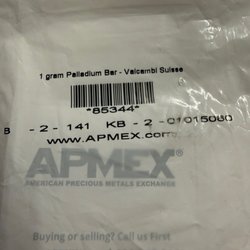 1 gram Palladium Bar - Valcambi Suisse
*85344*
- 2 - 141 KB - 2 - 01015080
www.APMEX.com
APMEX™
AMERICAN PRECIOUS METALS EXCHANGE
Buying or selling? Call us First